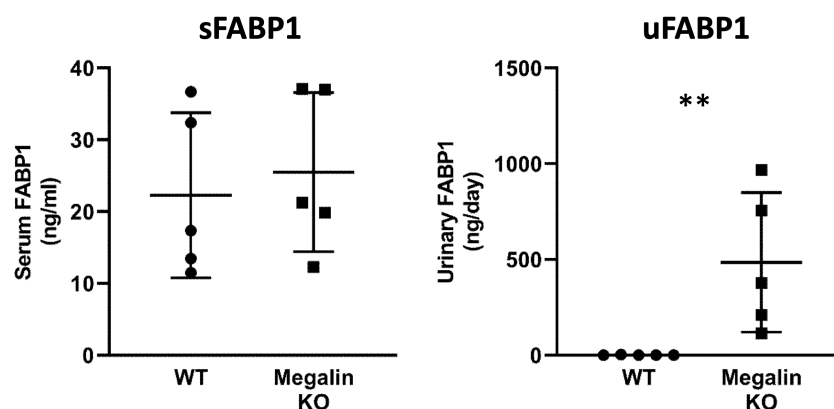 sFABP1
Serum FABP1
(ng/ml)
40
30
20
10
0
WT
Megalin
KO
uFABP1
Urinary FABP1
(ng/day)
1500
1000
500
0
**
WT
Megalin
KO